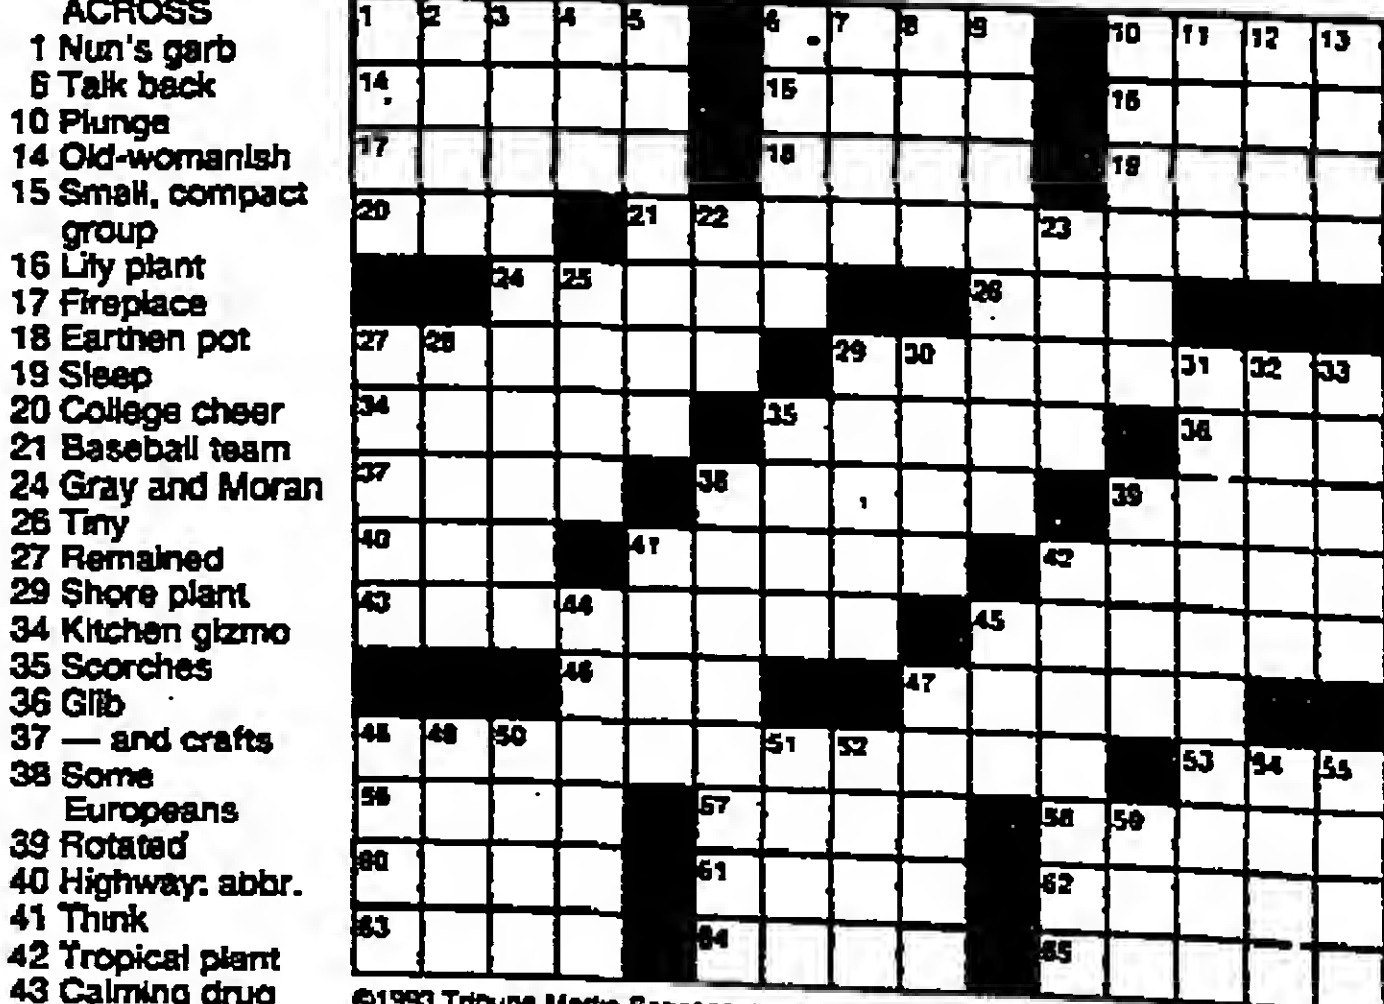 ACROSS
1 Nun's garb
6 Talk back
10 Plunge
14 Old-womanish
15 Small, compact
group
16 Lily plant
17 Fireplace
18 Earthen pot
19 Sleep
20 College cheer
21 Baseball team
24 Gray and Moran
26 Tiny
27 Remained
29 Shore plant
34 Kitchen gizmo
35 Scorches
36 Glib
37 — and crafts
38 Some
Europeans
39 Rotated
40 Highway: abbr.
41 Think
42 Tropical plant
43 Calming drug
1 2 3 4 5 6 7 8 9 10 11 12 13
14 15 16
17 18 19
20 21 22 23
24 25 26
27 28 29 30 31 32 33
34 35 36
37 38 39
40 41 42
43 44 45
46 47
48 49 50 51 52 53 54 55
56 57 58 59
60 61 62
63 64 65
©1993 Tribune Media